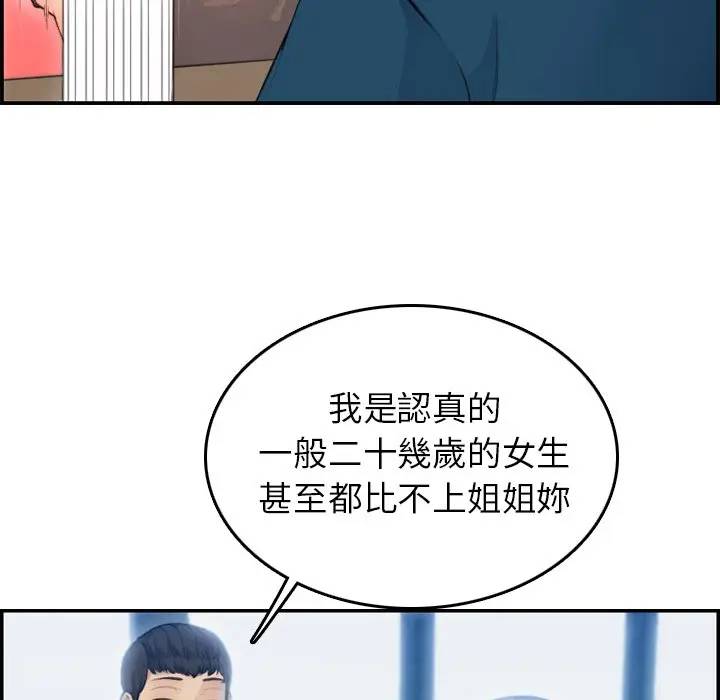 我是認真的
一般二十幾歲的女生
甚至都比不上姐姐妳